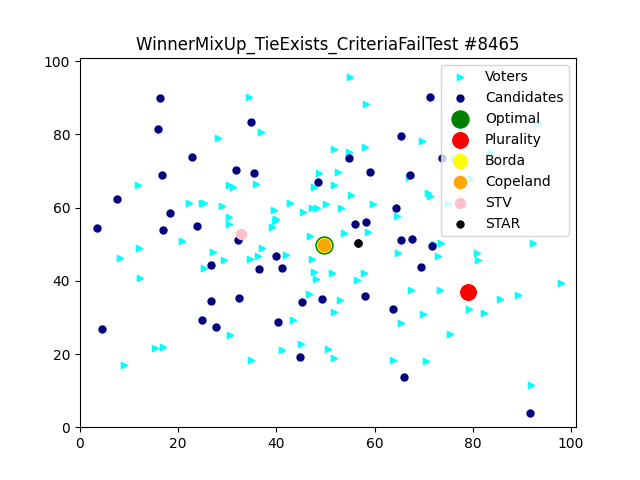 WinnerMixUp_TieExists_CriteriaFailTest #8465
100
80
60
40
20
0
0 20 40 60 80 100
Voters
Candidates
Optimal
Plurality
Borda
Copeland
STV
STAR